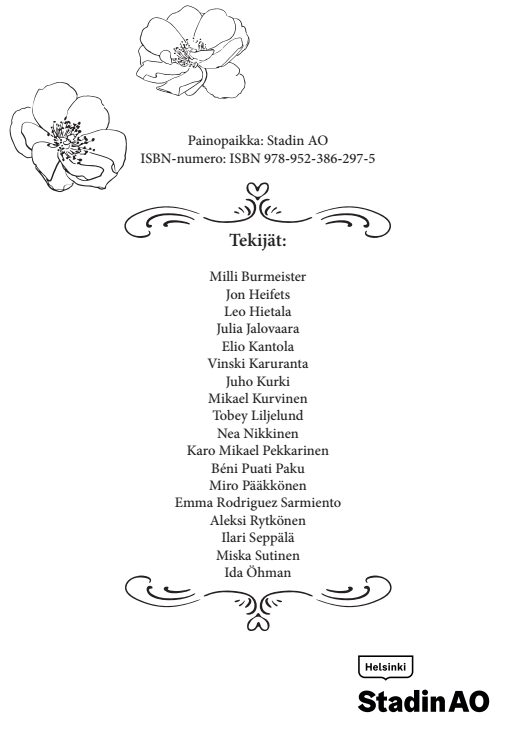 Painopaikka: Stadin AO
ISBN-numero: ISBN 978-952-386-297-5
Tekijät:
Milli Burmeister
Jon Heifets
Leo Hietala
Julia Jalovaara
Elio Kantola
Vinski Karuranta
Juho Kurki
Mikael Kurvinen
Tobey Liljelund
Nea Nikkinen
Karo Mikael Pekkarinen
Béni Puati Paku
Miro Pääkkönen
Emma Rodriguez Sarmiento
Aleksi Rytkönen
Ilari Seppälä
Miska Sutinen
Ida Öhman
Helsinki
Stadin AO